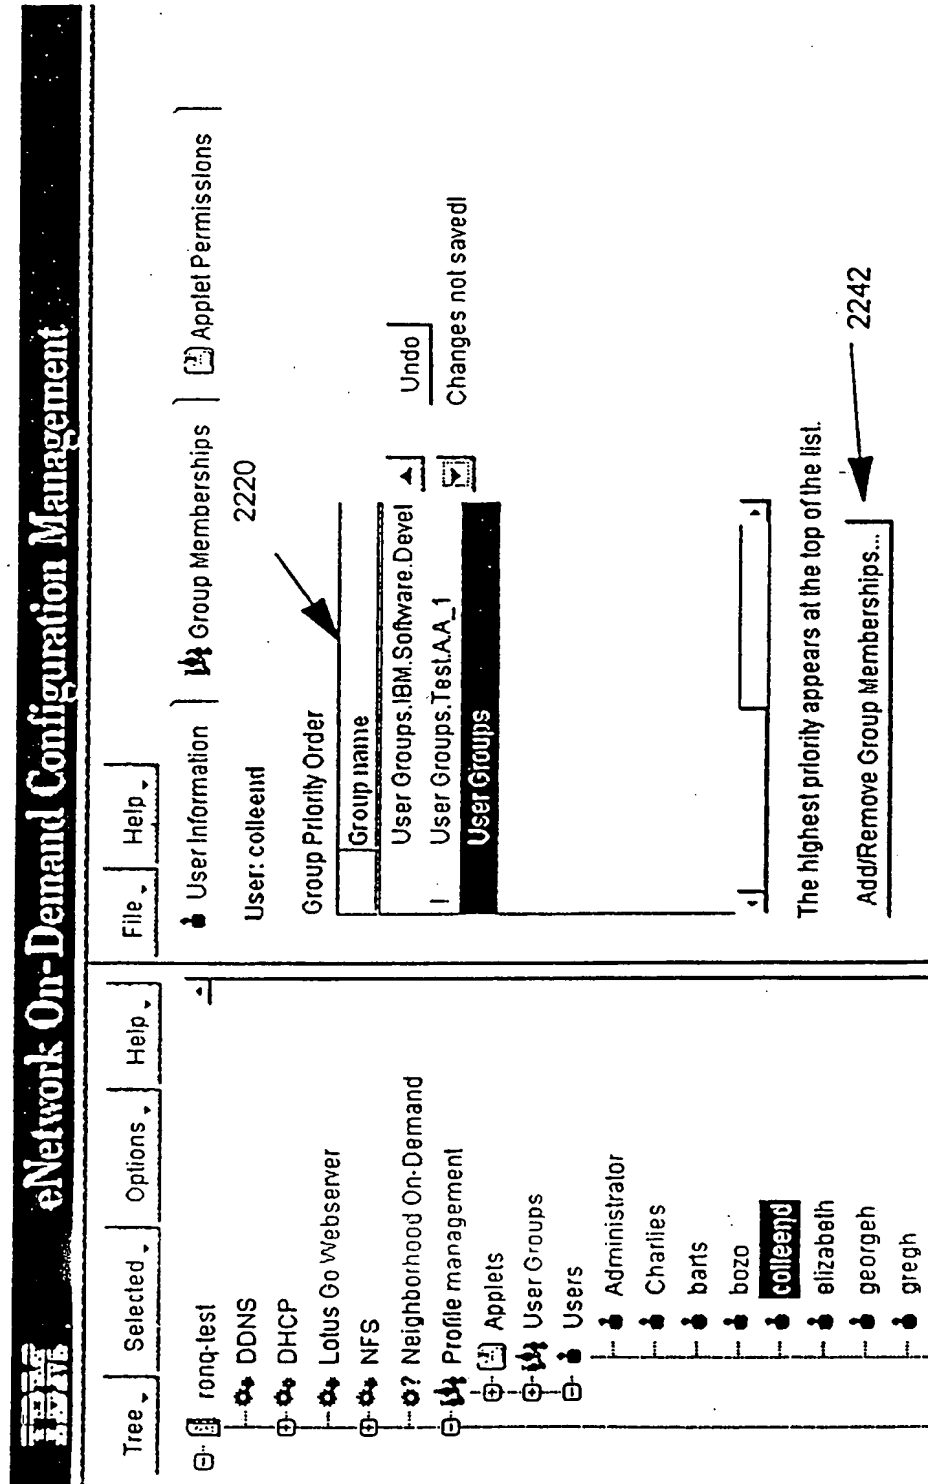 IBM eNetwork On-Demand Configuration Management
Tree Selected Options Help
ronq-test
DDNS
DHCP
Lotus Go Webserver
NFS
Neighborhood On-Demand
Profile management
Applets
User Groups
Users
Administrator
Charlies
barts
bozo
colleend
elizabeth
georgeh
gregh
File Help
User Information Group Memberships Applet Permissions
User: colleend
2220
Group Priority Order
Group name
User Groups.IBM.Software.Devel
User Groups.Test.AA_1
User Groups
Undo
Changes not saved!
The highest priority appears at the top of the list.
Add/Remove Group Memberships...
2242